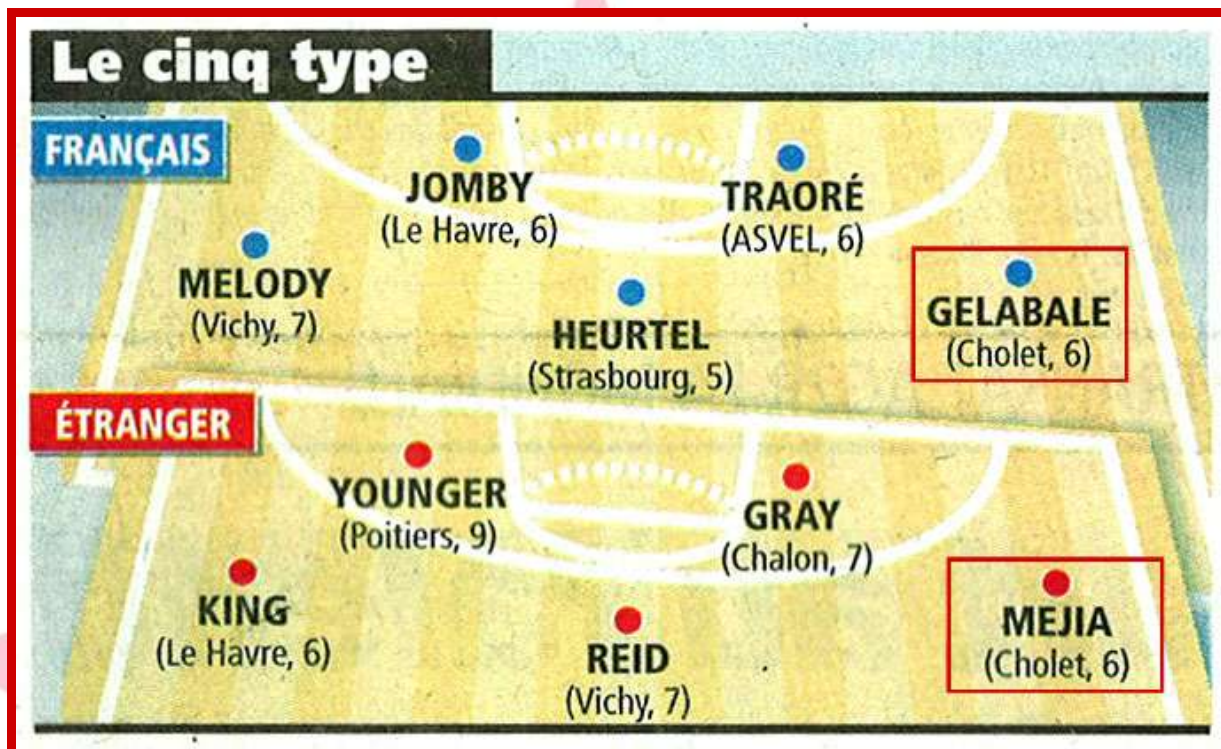 Le cinq type
FRANÇAIS
JOMBY
(Le Havre, 6)
TRAORÉ
(ASVEL, 6)
MELODY
(Vichy, 7)
HEURTEL
(Strasbourg, 5)
GELABALE
(Cholet, 6)
ÉTRANGER
YOUNGER
(Poitiers, 9)
GRAY
(Chalon, 7)
KING
(Le Havre, 6)
REID
(Vichy, 7)
MEJIA
(Cholet, 6)